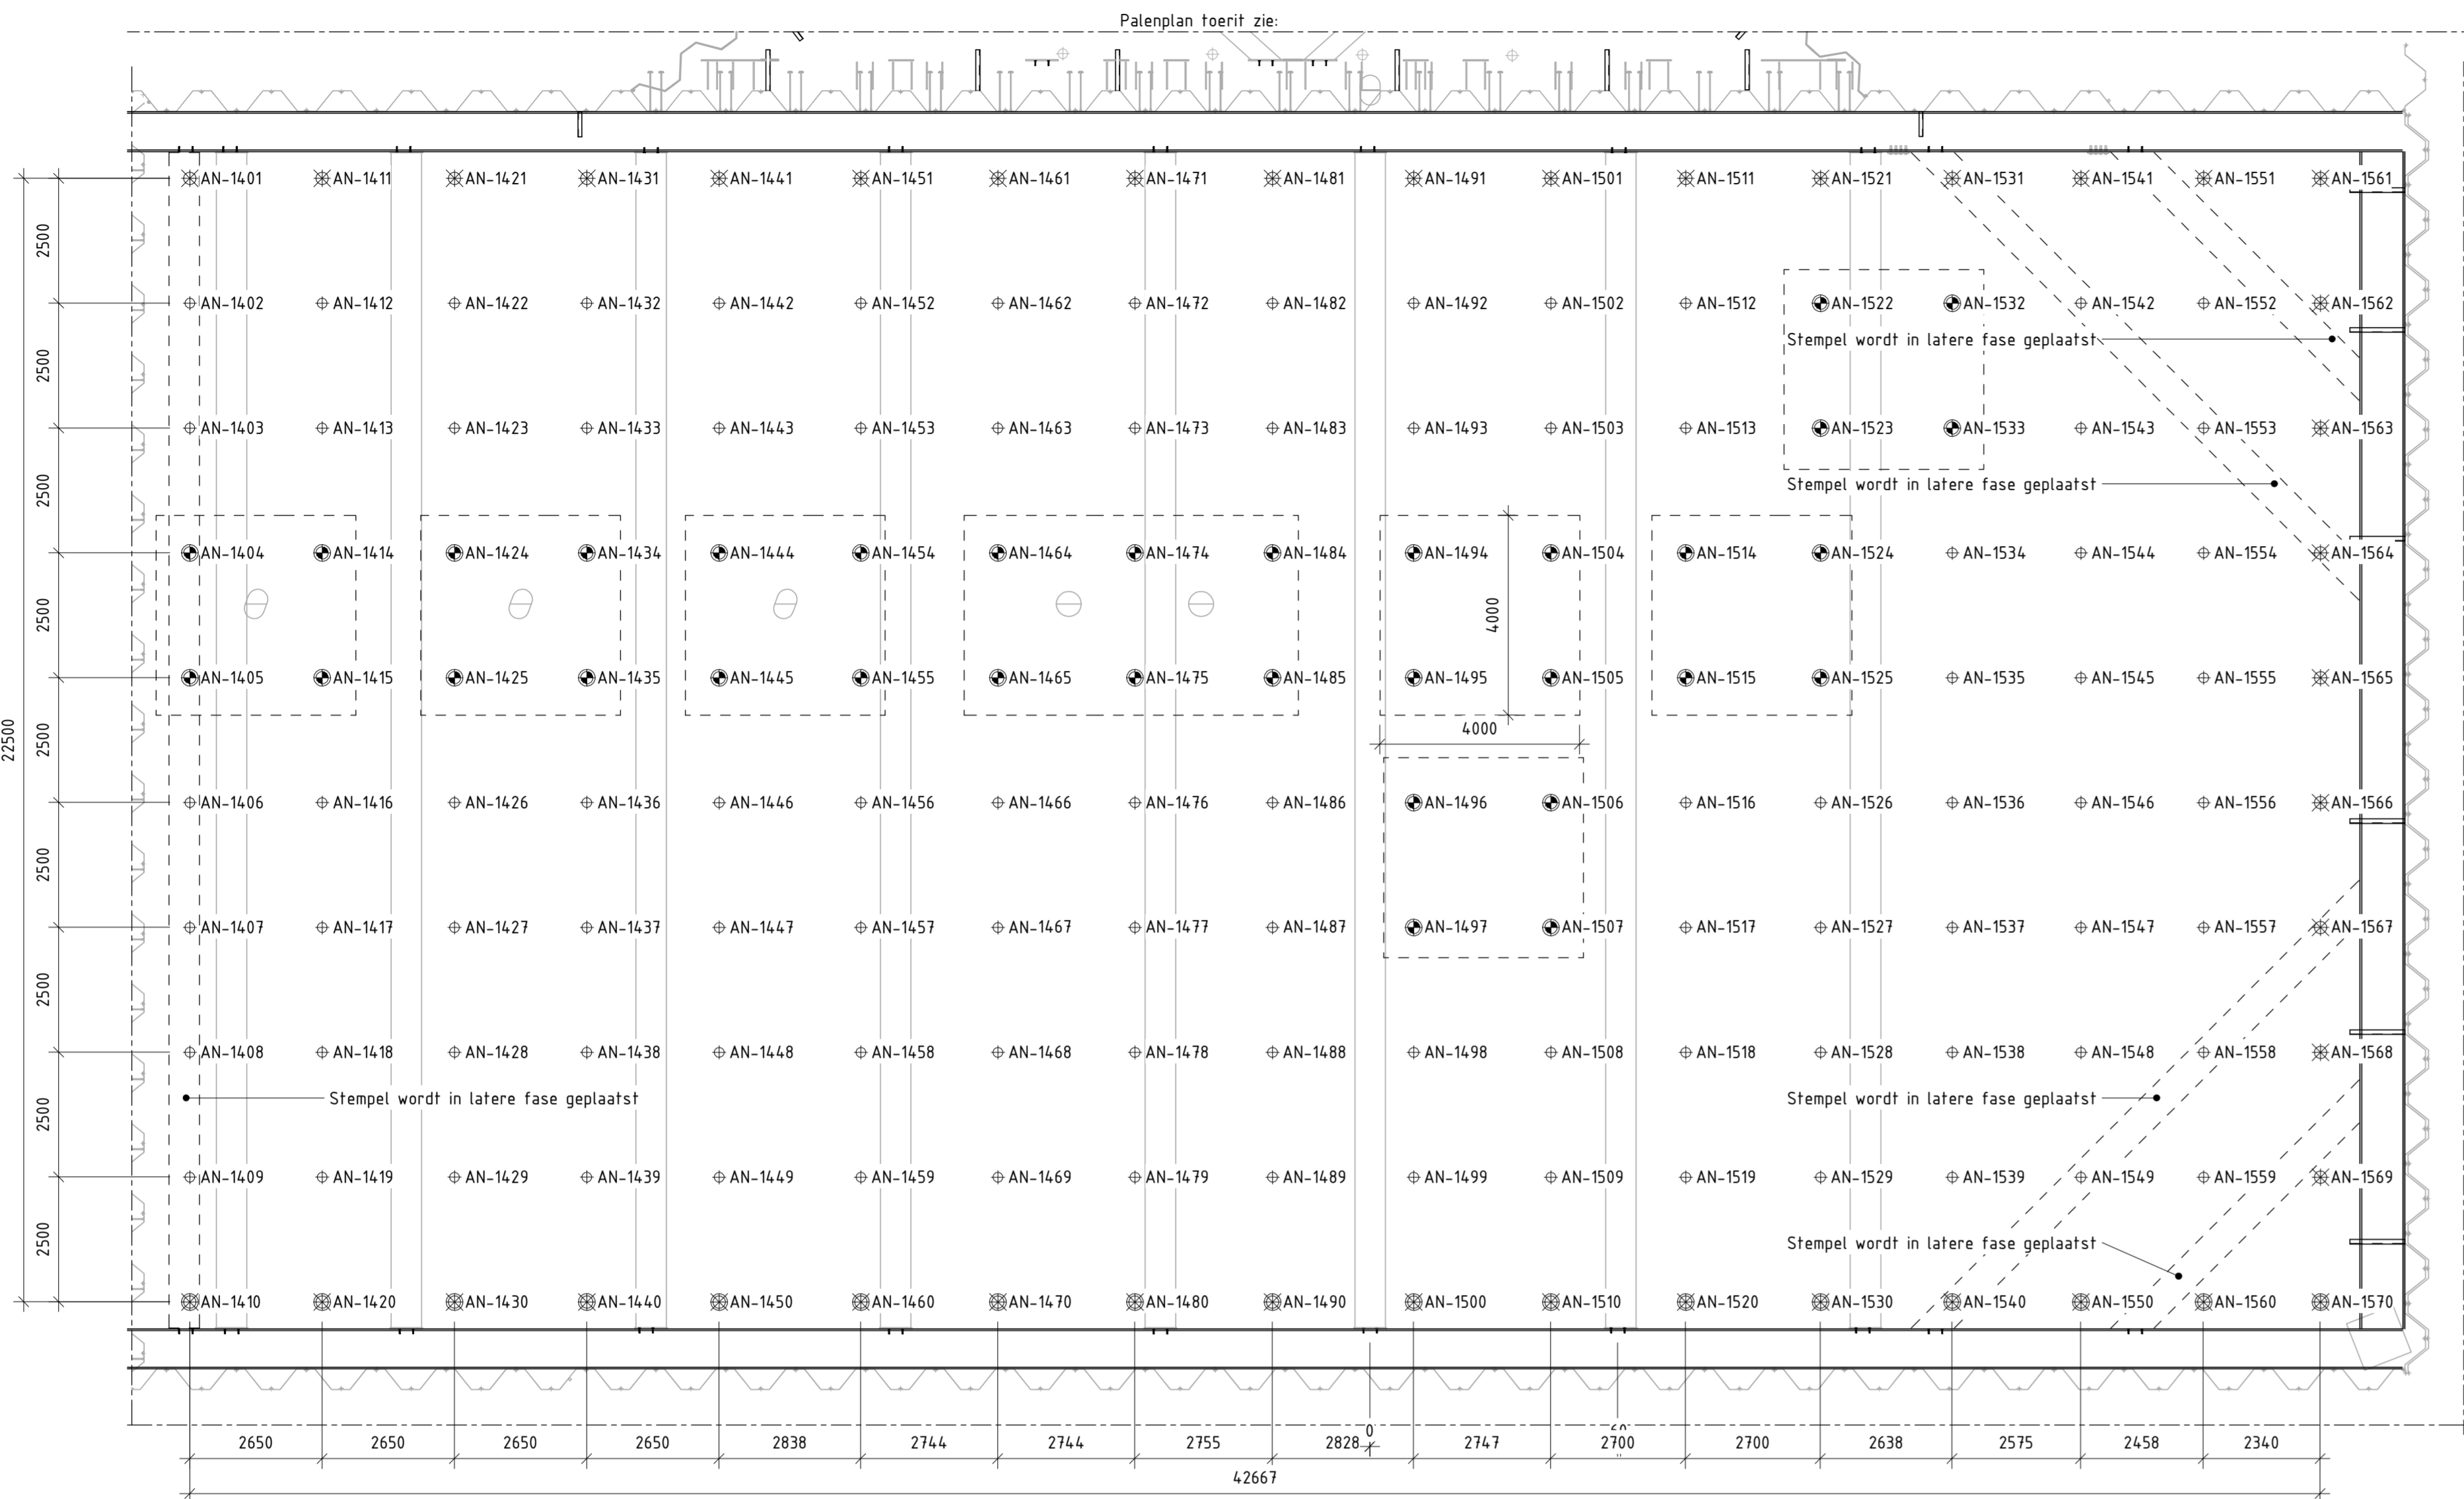 Palenplan toerit zie:
AN-1401 AN-1411 AN-1421 AN-1431 AN-1441 AN-1451 AN-1461 AN-1471 AN-1481 AN-1491 AN-1501 AN-1511 AN-1521 AN-1531 AN-1541 AN-1551 AN-1561
2500
AN-1402 AN-1412 AN-1422 AN-1432 AN-1442 AN-1452 AN-1462 AN-1472 AN-1482 AN-1492 AN-1502 AN-1512 AN-1522 AN-1532 AN-1542 AN-1552 AN-1562
Stempel wordt in latere fase geplaatst
2500
AN-1403 AN-1413 AN-1423 AN-1433 AN-1443 AN-1453 AN-1463 AN-1473 AN-1483 AN-1493 AN-1503 AN-1513 AN-1523 AN-1533 AN-1543 AN-1553 AN-1563
Stempel wordt in latere fase geplaatst
2500
AN-1404 AN-1414 AN-1424 AN-1434 AN-1444 AN-1454 AN-1464 AN-1474 AN-1484 AN-1494 AN-1504 AN-1514 AN-1524 AN-1534 AN-1544 AN-1554 AN-1564
2500
4000
AN-1405 AN-1415 AN-1425 AN-1435 AN-1445 AN-1455 AN-1465 AN-1475 AN-1485 AN-1495 AN-1505 AN-1515 AN-1525 AN-1535 AN-1545 AN-1555 AN-1565
4000
22500
2500
AN-1406 AN-1416 AN-1426 AN-1436 AN-1446 AN-1456 AN-1466 AN-1476 AN-1486 AN-1496 AN-1506 AN-1516 AN-1526 AN-1536 AN-1546 AN-1556 AN-1566
2500
AN-1407 AN-1417 AN-1427 AN-1437 AN-1447 AN-1457 AN-1467 AN-1477 AN-1487 AN-1497 AN-1507 AN-1517 AN-1527 AN-1537 AN-1547 AN-1557 AN-1567
2500
AN-1408 AN-1418 AN-1428 AN-1438 AN-1448 AN-1458 AN-1468 AN-1478 AN-1488 AN-1498 AN-1508 AN-1518 AN-1528 AN-1538 AN-1548 AN-1558 AN-1568
Stempel wordt in latere fase geplaatst
Stempel wordt in latere fase geplaatst
2500
AN-1409 AN-1419 AN-1429 AN-1439 AN-1449 AN-1459 AN-1469 AN-1479 AN-1489 AN-1499 AN-1509 AN-1519 AN-1529 AN-1539 AN-1549 AN-1559 AN-1569
2500
Stempel wordt in latere fase geplaatst
AN-1410 AN-1420 AN-1430 AN-1440 AN-1450 AN-1460 AN-1470 AN-1480 AN-1490 AN-1500 AN-1510 AN-1520 AN-1530 AN-1540 AN-1550 AN-1560 AN-1570
0
2650 2650 2650 2650 2838 2744 2744 2755 2828 2747 2700 2700 2638 2575 2458 2340
42667